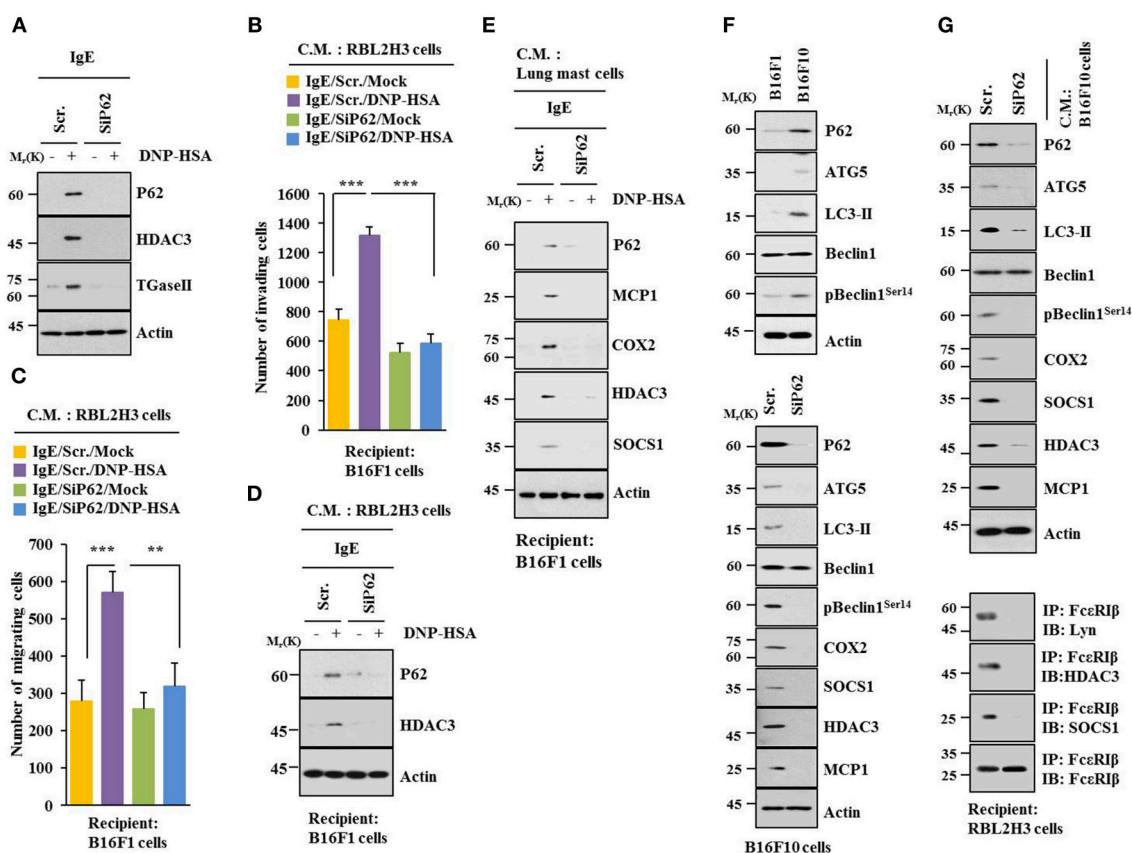 A
IgE
Scr.
SiP62
- + - + DNP-HSA
Mr(K)
60 P62
45 HDAC3
75
60 TGaseII
45 Actin
B
C.M. : RBL2H3 cells
IgE/Scr./Mock
IgE/Scr./DNP-HSA
IgE/SiP62/Mock
IgE/SiP62/DNP-HSA
Number of invading cells
1600
1400
1200
1000
800
600
400
200
0
*** ***
Recipient:
B16F1 cells
C
C.M. : RBL2H3 cells
IgE/Scr./Mock
IgE/Scr./DNP-HSA
IgE/SiP62/Mock
IgE/SiP62/DNP-HSA
Number of migrating cells
700
600
500
400
300
200
100
0
*** **
Recipient:
B16F1 cells
D
C.M. : RBL2H3 cells
IgE
Scr.
SiP62
- + - + DNP-HSA
Mr(K)
60 P62
45 HDAC3
45 Actin
Recipient:
B16F1 cells
E
C.M. :
Lung mast cells
IgE
Scr.
SiP62
- + - + DNP-HSA
Mr(K)
60 P62
25 MCP1
75
60 COX2
45 HDAC3
35 SOCS1
45 Actin
Recipient:
B16F1 cells
F
B16F1
B16F10
Mr(K)
60 P62
35 ATG5
15 LC3-II
60 Beclin1
60 pBeclin1Ser14
45 Actin
Scr.
SiP62
Mr(K)
60 P62
35 ATG5
15 LC3-II
60 Beclin1
60 pBeclin1Ser14
75
60 COX2
35 SOCS1
45 HDAC3
25 MCP1
45 Actin
B16F10 cells
G
Scr.
SiP62
C.M.:
B16F10 cells
Mr(K)
60 P62
35 ATG5
15 LC3-II
60 Beclin1
60 pBeclin1Ser14
75
60 COX2
35 SOCS1
45 HDAC3
25 MCP1
45 Actin
60
45
IP: FcεRIβ
IB: Lyn
45
IP: FcεRIβ
IB:HDAC3
25
IP: FcεRIβ
IB: SOCS1
35
25
IP: FcεRIβ
IB: FcεRIβ
Recipient:
RBL2H3 cells